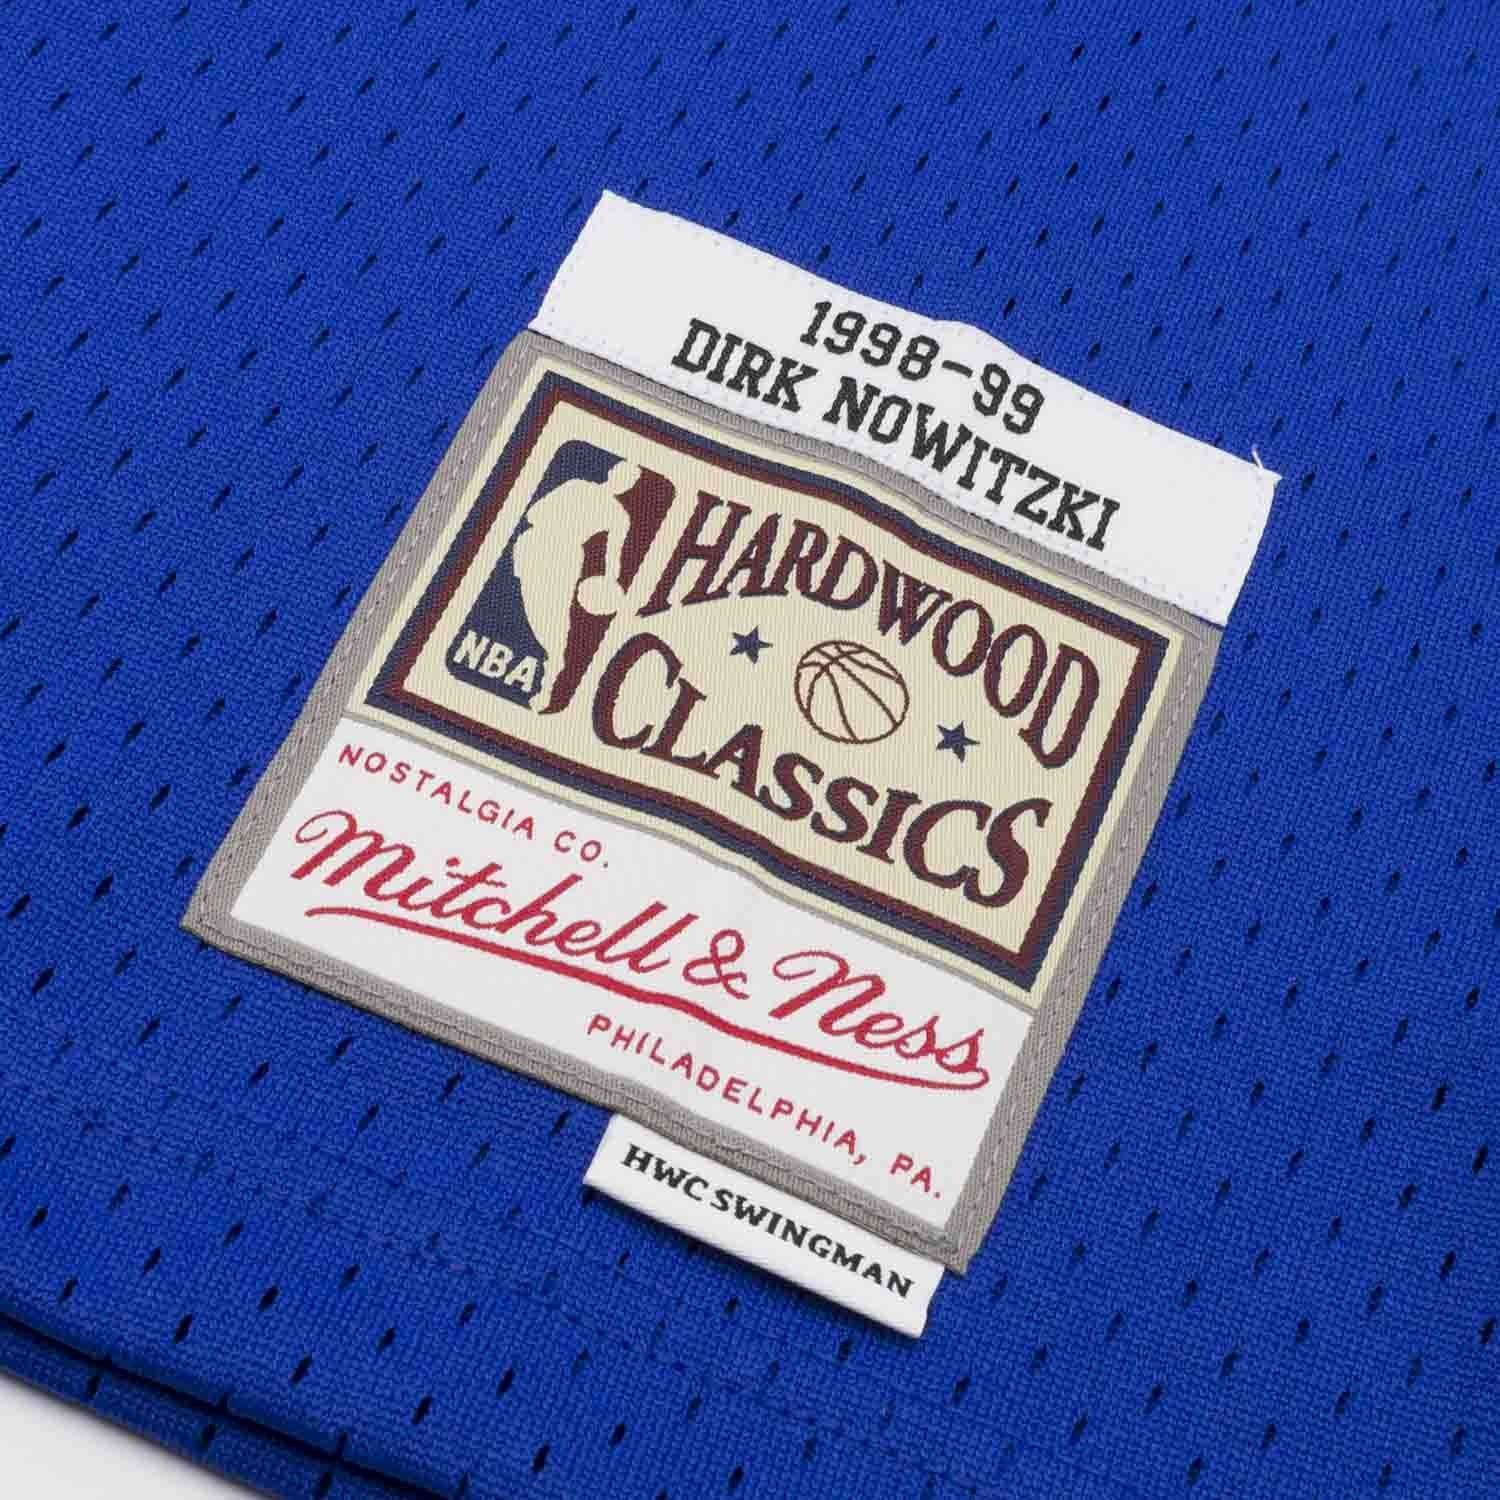 1998-99
DIRK NOWITZKI
NBA
HARDWOOD
CLASSICS
NOSTALGIA CO.
Mitchell & Ness
PHILADELPHIA, PA.
HWC SWINGMAN